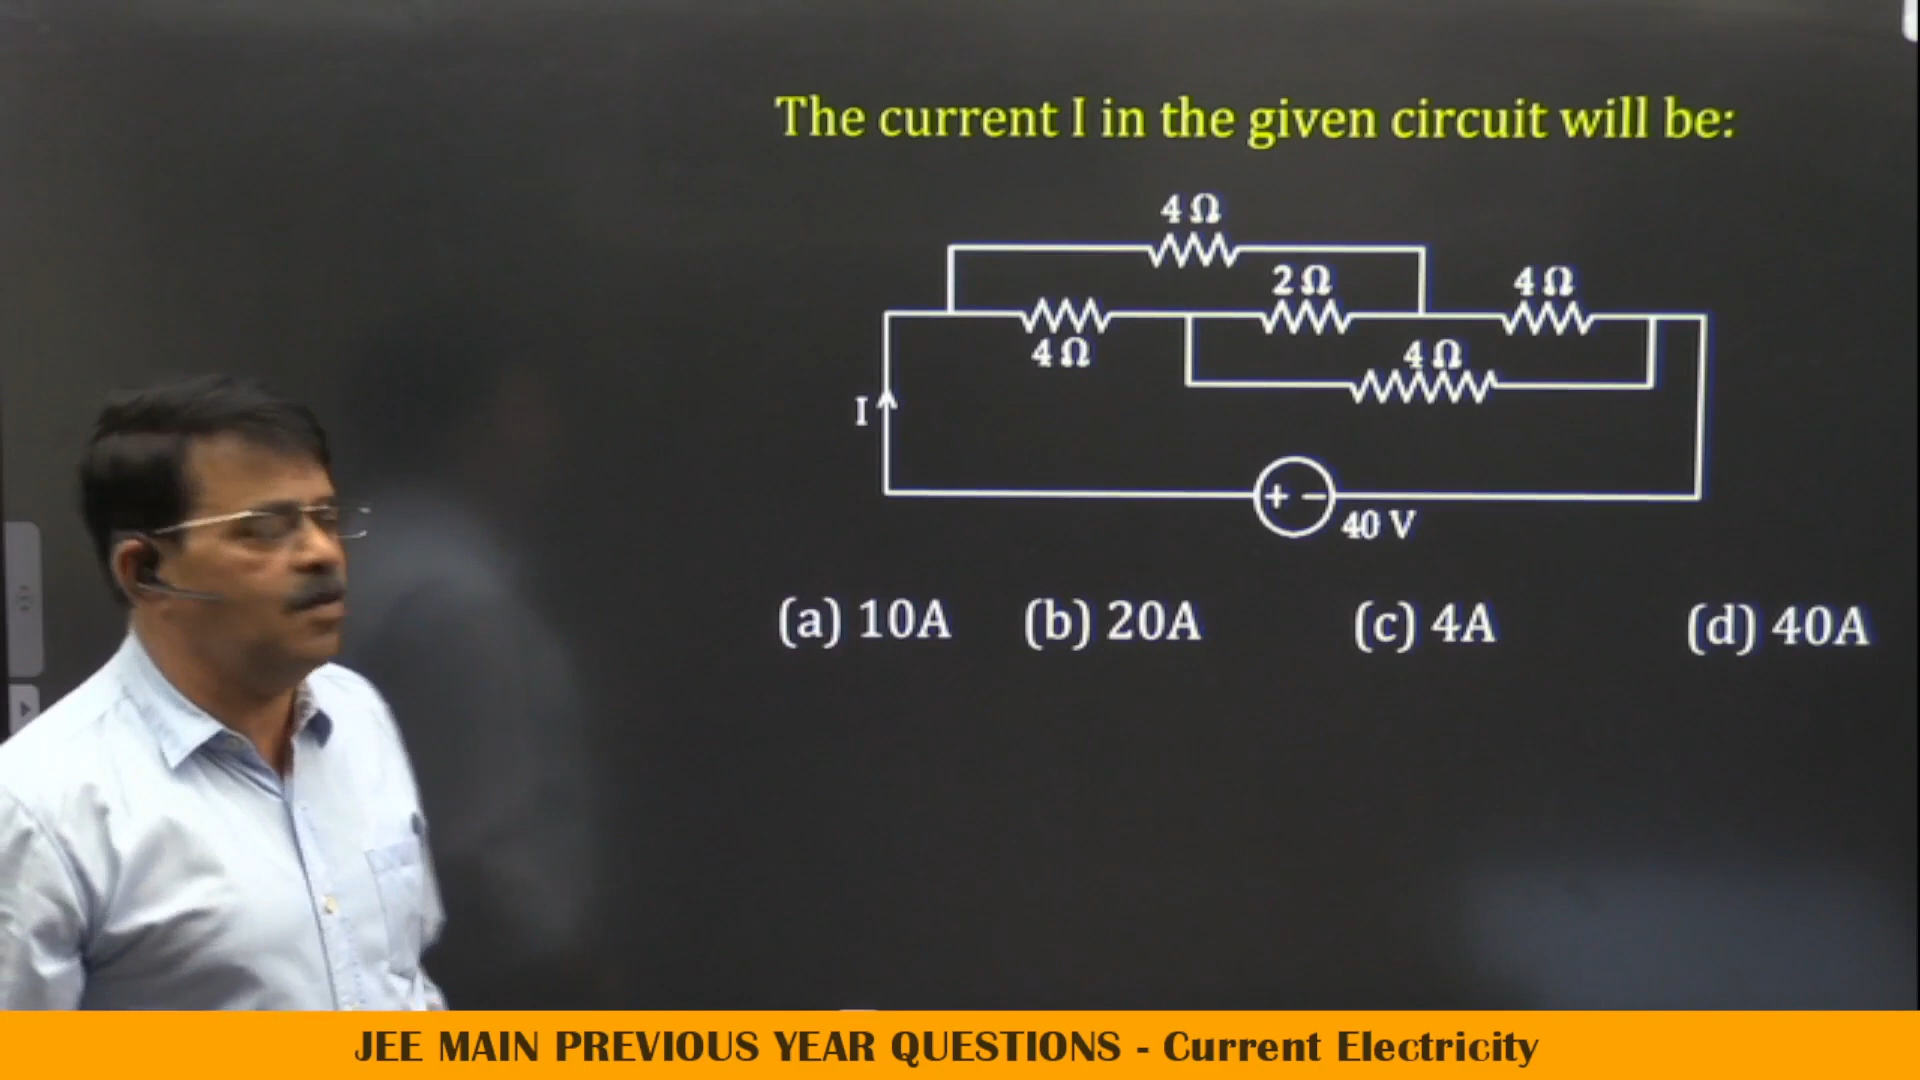 The current I in the given circuit will be:
4 Ω
2 Ω
4 Ω
4 Ω
4 Ω
I
+ −
40 V
(a) 10A (b) 20A (c) 4A (d) 40A
JEE MAIN PREVIOUS YEAR QUESTIONS - Current Electricity